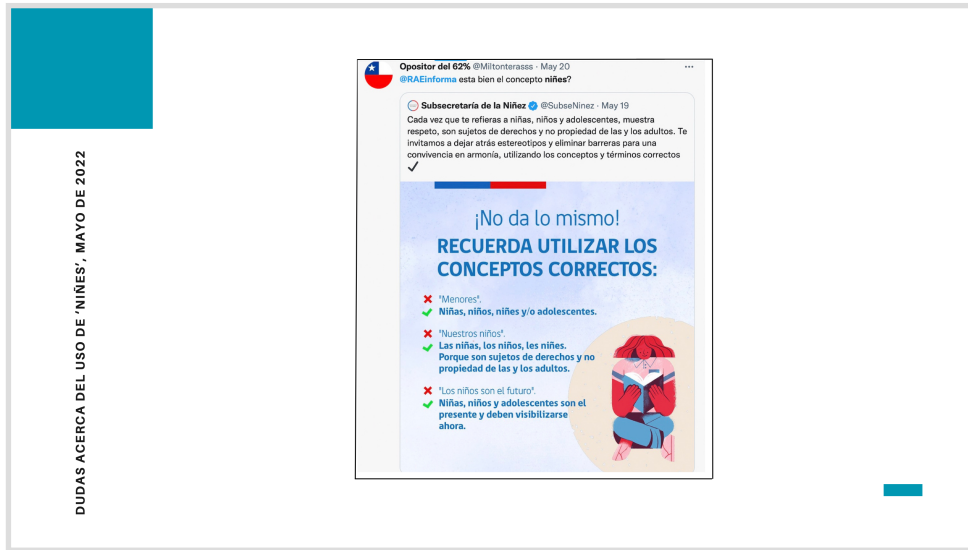 DUDAS ACERCA DEL USO DE 'NIÑES', MAYO DE 2022
Opositor del 62% @Miltonterasss · May 20
@RAEinforma esta bien el concepto niñes?
Subsecretaría de la Niñez @SubseNinez · May 19
Cada vez que te refieras a niñas, niños y adolescentes, muestra
respeto, son sujetos de derechos y no propiedad de las y los adultos. Te
invitamos a dejar atrás estereotipos y eliminar barreras para una
convivencia en armonía, utilizando los conceptos y términos correctos
¡No da lo mismo!
RECUERDA UTILIZAR LOS
CONCEPTOS CORRECTOS:
"Menores".
Niñas, niños, niñes y/o adolescentes.
"Nuestros niños".
Las niñas, los niños, les niñes.
Porque son sujetos de derechos y no
propiedad de las y los adultos.
"Los niños son el futuro".
Niñas, niños y adolescentes son el
presente y deben visibilizarse
ahora.